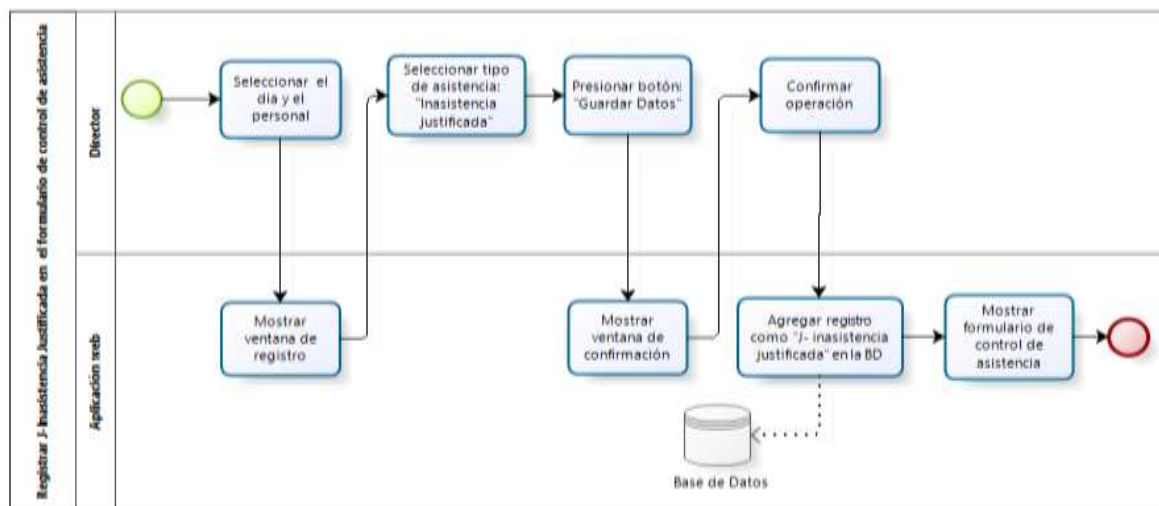 Registrar J- Inasistencia Justificada en el formulario de control de asistencia
Director
Seleccionar el
dia y el
personal
Seleccionar tipo
de asistencia:
"Inasistencia
justificada"
Presionar botón:
"Guardar Datos"
Confirmar
operación
Aplicación web
Mostrar
ventana de
registro
Mostrar
ventana de
confirmación
Agregar registro
como "J- inasistencia
justificada" en la BD
Mostrar
formulario de
control de
asistencia
Base de Datos